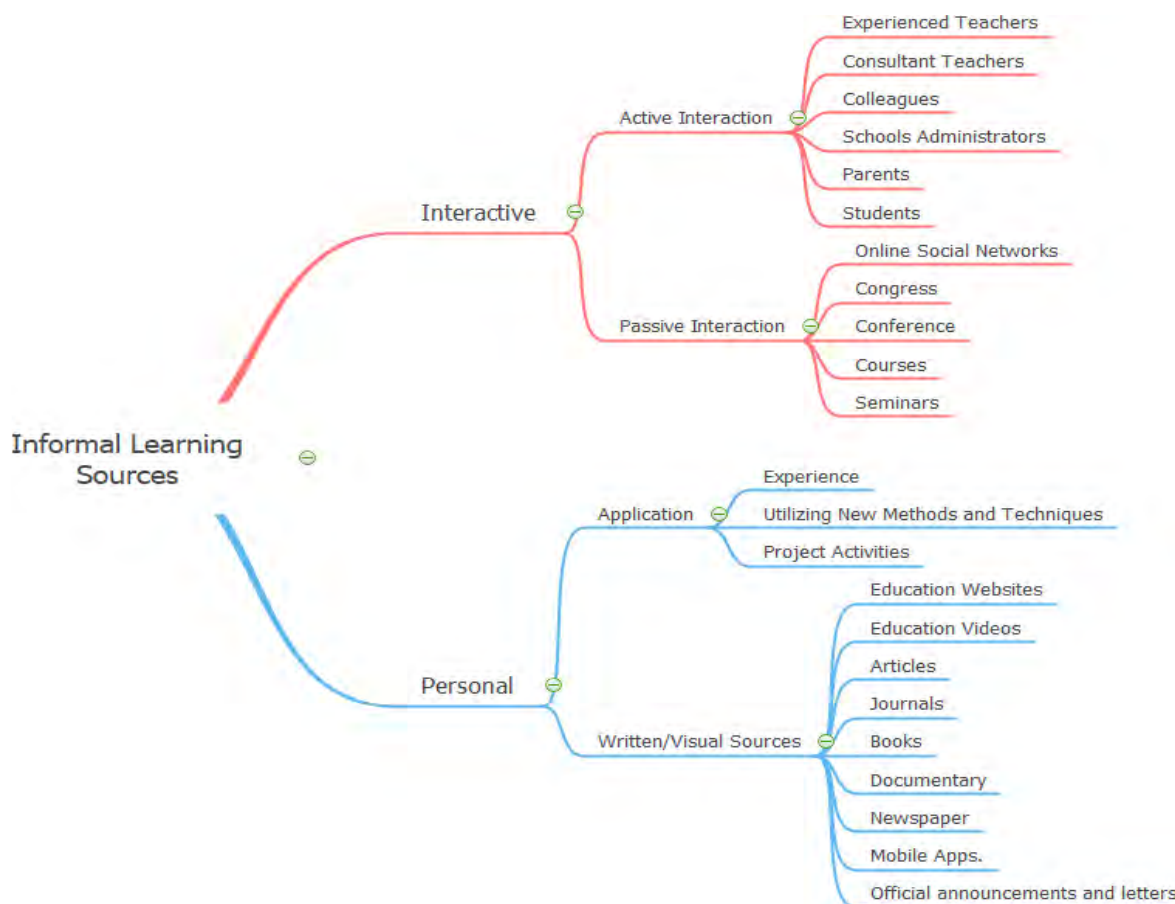 Informal Learning
Sources
Interactive
Active Interaction
Experienced Teachers
Consultant Teachers
Colleagues
Schools Administrators
Parents
Students
Passive Interaction
Online Social Networks
Congress
Conference
Courses
Seminars
Personal
Application
Experience
Utilizing New Methods and Techniques
Project Activities
Written/Visual Sources
Education Websites
Education Videos
Articles
Journals
Books
Documentary
Newspaper
Mobile Apps.
Official announcements and letters